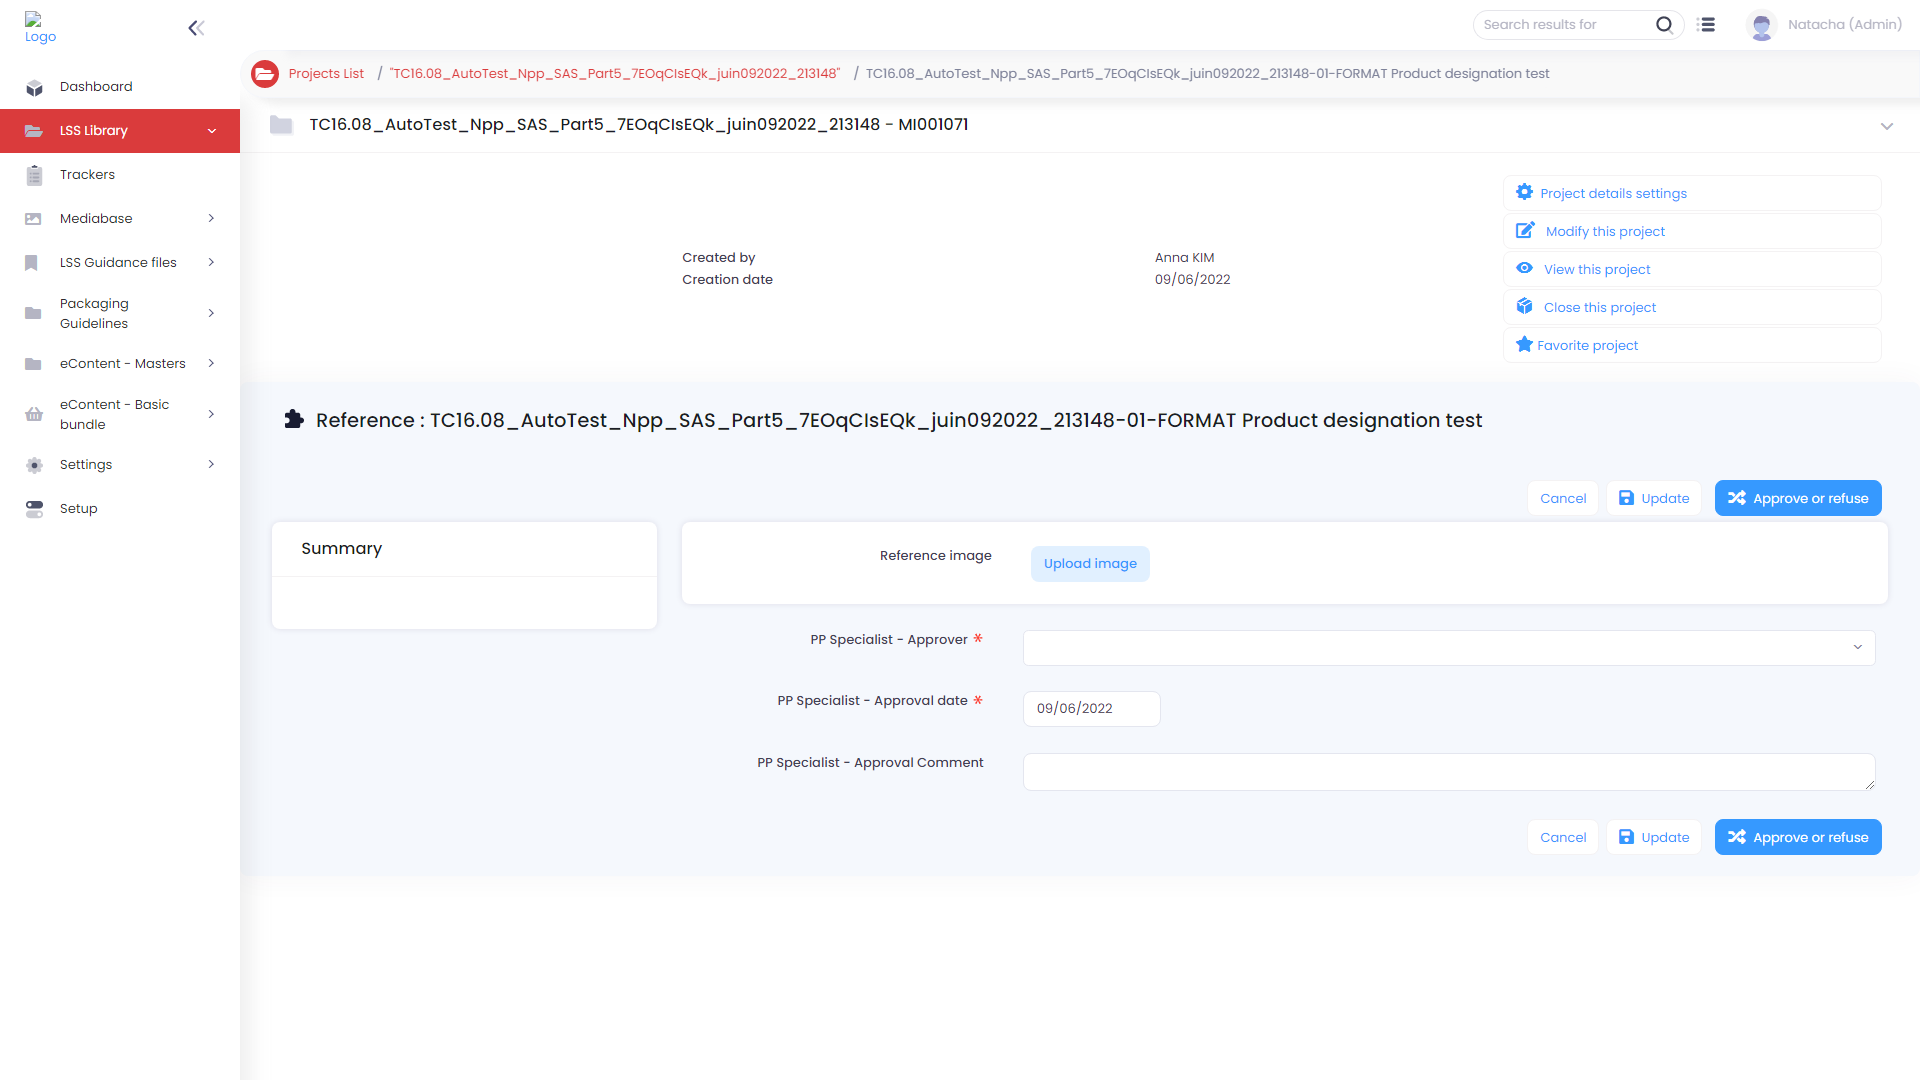 Logo
Search results for
Natacha (Admin)
Dashboard
LSS Library
Trackers
Mediabase
LSS Guidance files
Packaging
Guidelines
eContent - Masters
eContent - Basic
bundle
Settings
Setup
Projects List / "TC16.08_AutoTest_Npp_SAS_Part5_7EOqCIsEQk_juin092022_213148" / TC16.08_AutoTest_Npp_SAS_Part5_7EOqCIsEQk_juin092022_213148-01-FORMAT Product designation test
TC16.08_AutoTest_Npp_SAS_Part5_7EOqCIsEQk_juin092022_213148 - MI001071
Created by Anna KIM
Creation date 09/06/2022
Project details settings
Modify this project
View this project
Close this project
Favorite project
Reference : TC16.08_AutoTest_Npp_SAS_Part5_7EOqCIsEQk_juin092022_213148-01-FORMAT Product designation test
Cancel Update Approve or refuse
Summary
Reference image Upload image
PP Specialist - Approver *
PP Specialist - Approval date * 09/06/2022
PP Specialist - Approval Comment
Cancel Update Approve or refuse